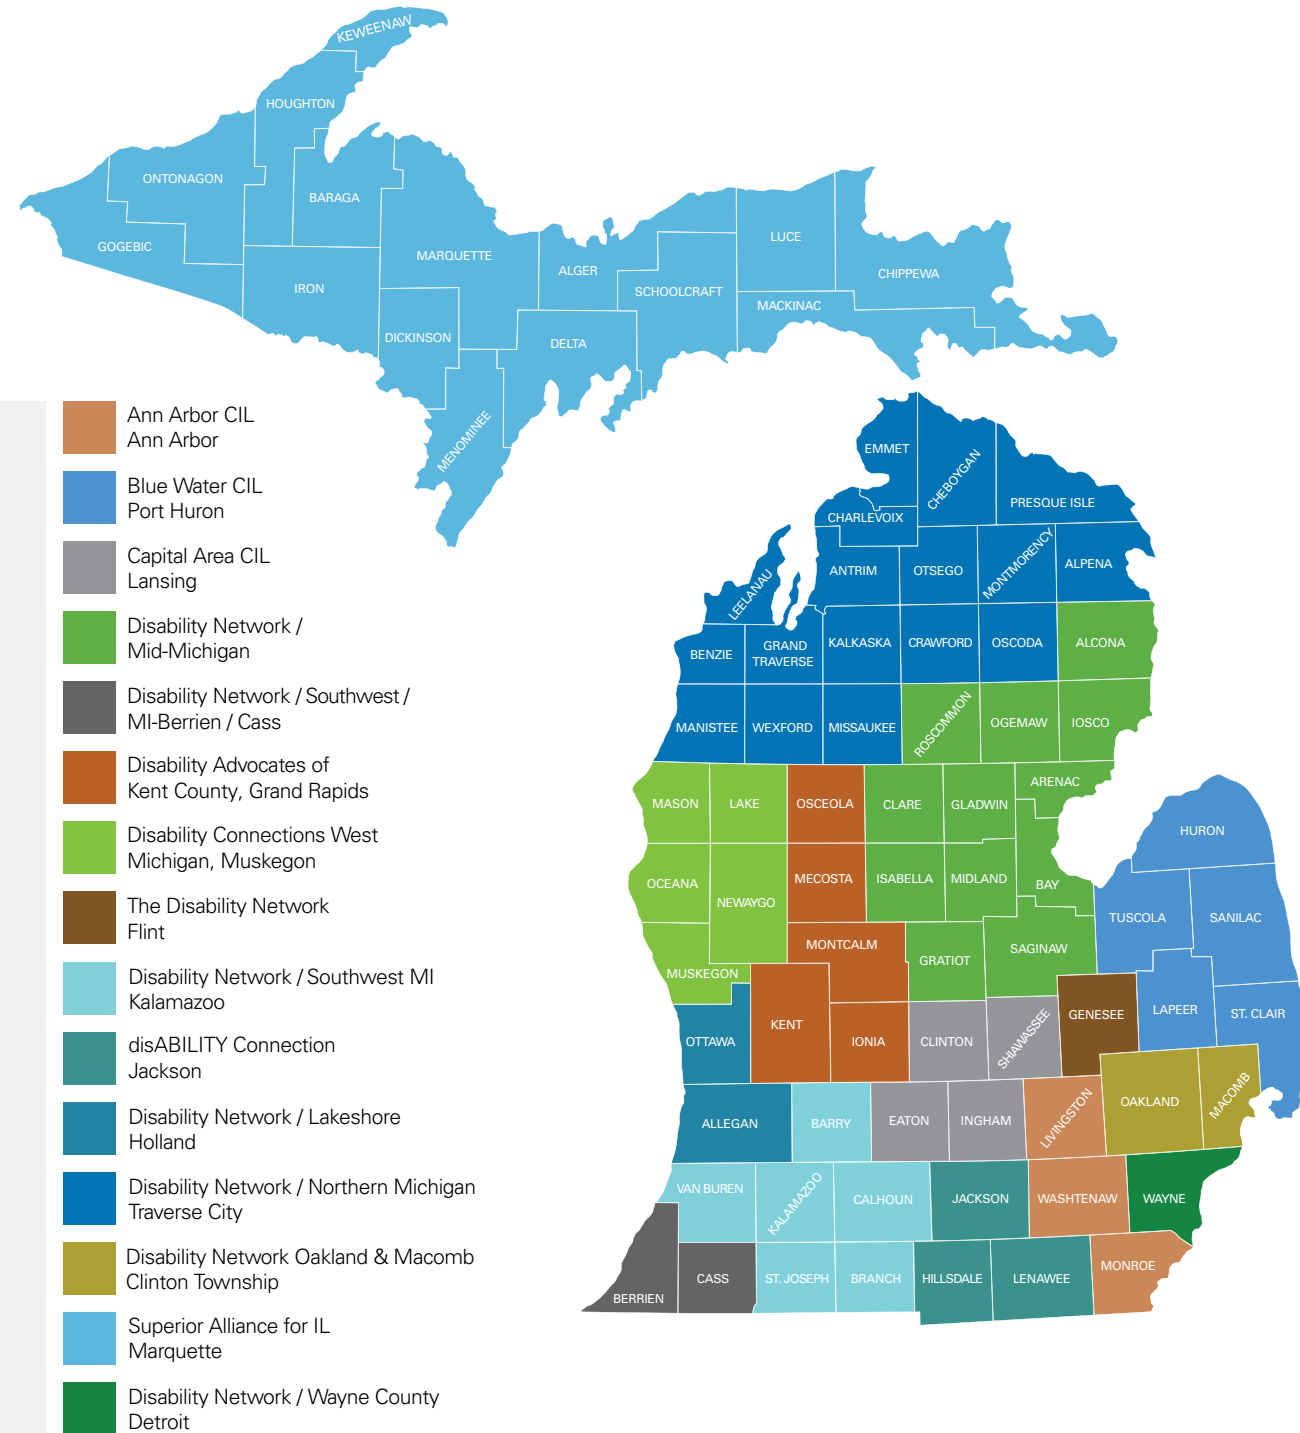 KEWEENAW
HOUGHTON
ONTONAGON
BARAGA
GOGEBIC
MARQUETTE
LUCE
ALGER
CHIPPEWA
IRON
SCHOOLCRAFT
MACKINAC
DICKINSON
DELTA
MENOMINEE
Ann Arbor CIL
Ann Arbor
Blue Water CIL
Port Huron
Capital Area CIL
Lansing
Disability Network /
Mid-Michigan
Disability Network / Southwest /
MI-Berrien / Cass
Disability Advocates of
Kent County, Grand Rapids
Disability Connections West
Michigan, Muskegon
The Disability Network
Flint
Disability Network / Southwest MI
Kalamazoo
disABILITY Connection
Jackson
Disability Network / Lakeshore
Holland
Disability Network / Northern Michigan
Traverse City
Disability Network Oakland & Macomb
Clinton Township
Superior Alliance for IL
Marquette
Disability Network / Wayne County
Detroit
EMMET
CHEBOYGAN
PRESQUE ISLE
CHARLEVOIX
ANTRIM
OTSEGO
MONTMORENCY
ALPENA
LEELANAU
BENZIE
GRAND
TRAVERSE
KALKASKA
CRAWFORD
OSCODA
ALCONA
MANISTEE
WEXFORD
MISSAUKEE
ROSCOMMON
OGEMAW
IOSCO
ARENAC
MASON
LAKE
OSCEOLA
CLARE
GLADWIN
HURON
OCEANA
NEWAYGO
MECOSTA
ISABELLA
MIDLAND
BAY
TUSCOLA
SANILAC
MONTCALM
GRATIOT
SAGINAW
MUSKEGON
KENT
OTTAWA
IONIA
CLINTON
SHIAWASSEE
GENESEE
LAPEER
ST. CLAIR
ALLEGAN
BARRY
EATON
INGHAM
LIVINGSTON
OAKLAND
MACOMB
VAN BUREN
KALAMAZOO
CALHOUN
JACKSON
WASHTENAW
WAYNE
BERRIEN
CASS
ST. JOSEPH
BRANCH
HILLSDALE
LENAWEE
MONROE